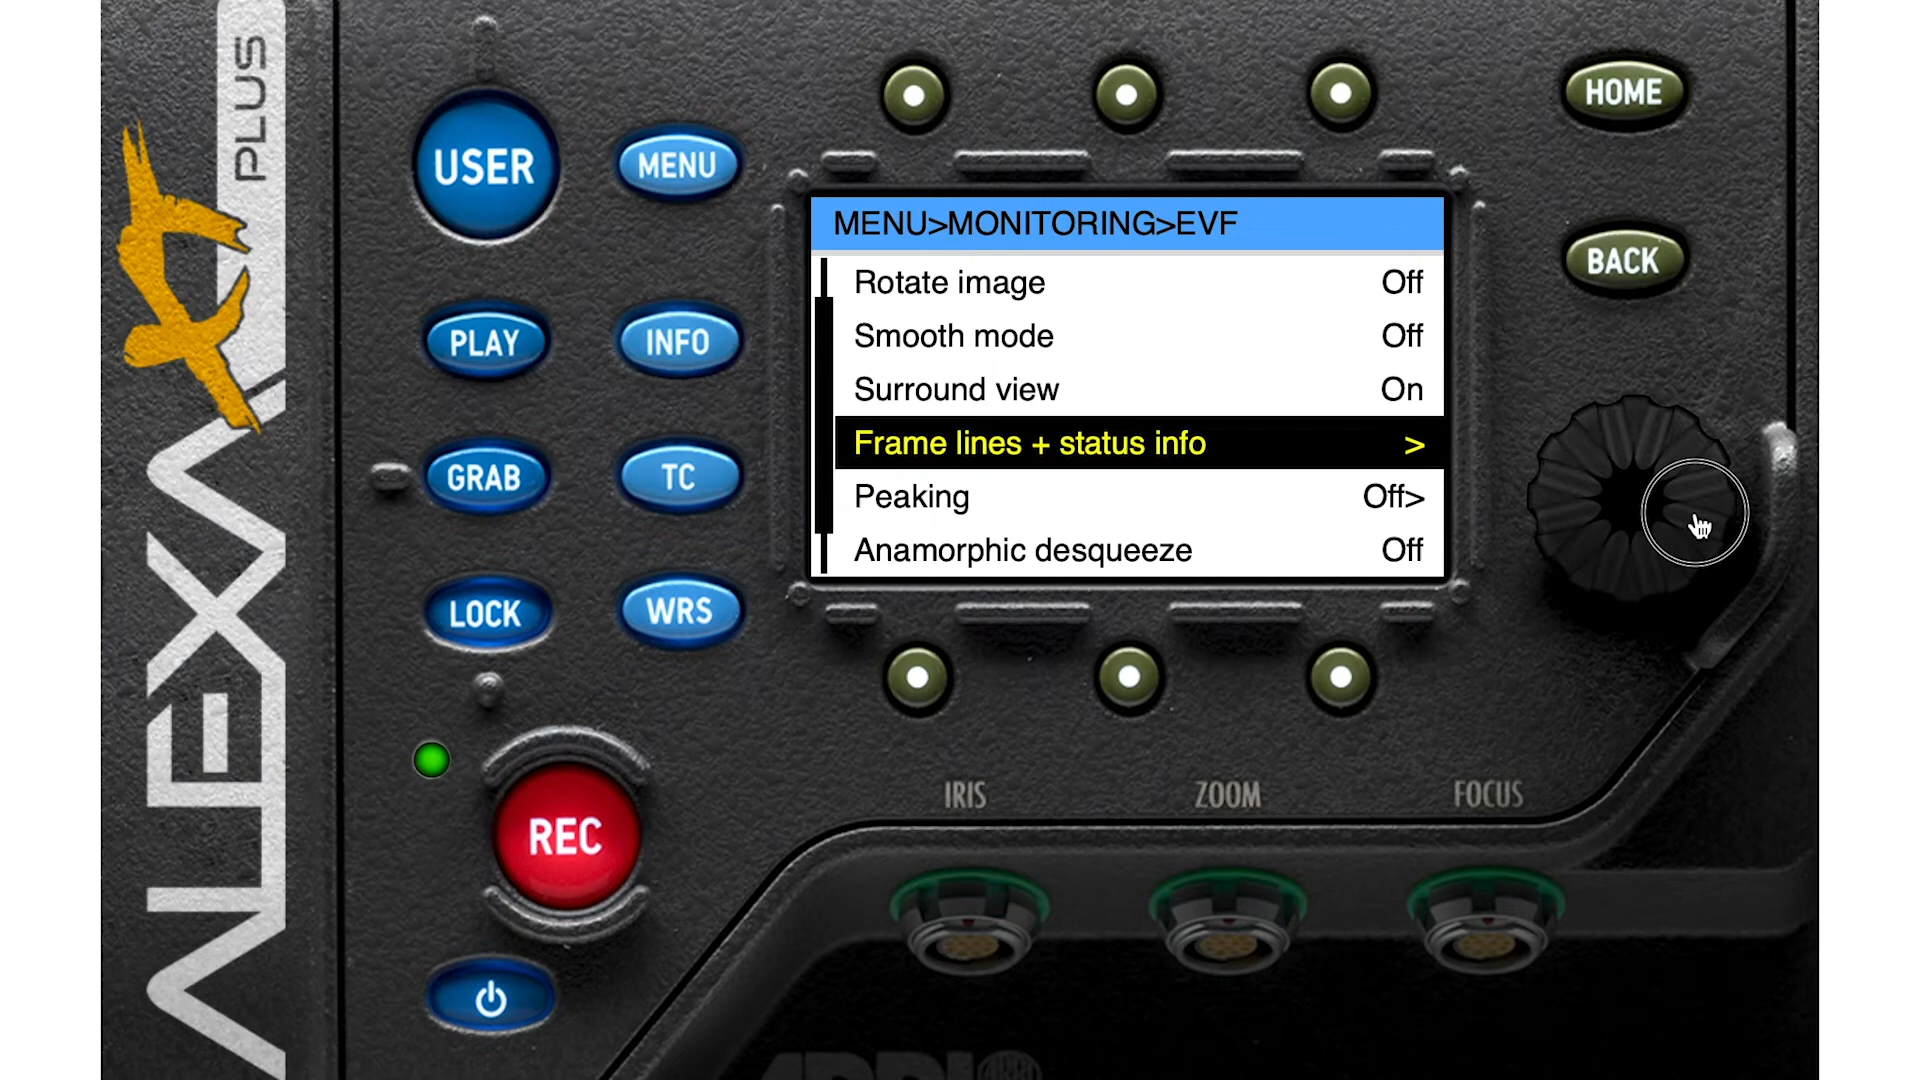 ALEXA XT PLUS
USER
MENU
HOME
BACK
MENU>MONITORING>EVF
Rotate image Off
Smooth mode Off
Surround view On
Frame lines + status info >
Peaking Off>
Anamorphic desqueeze Off
PLAY
INFO
GRAB
TC
LOCK
WRS
REC
IRIS
ZOOM
FOCUS